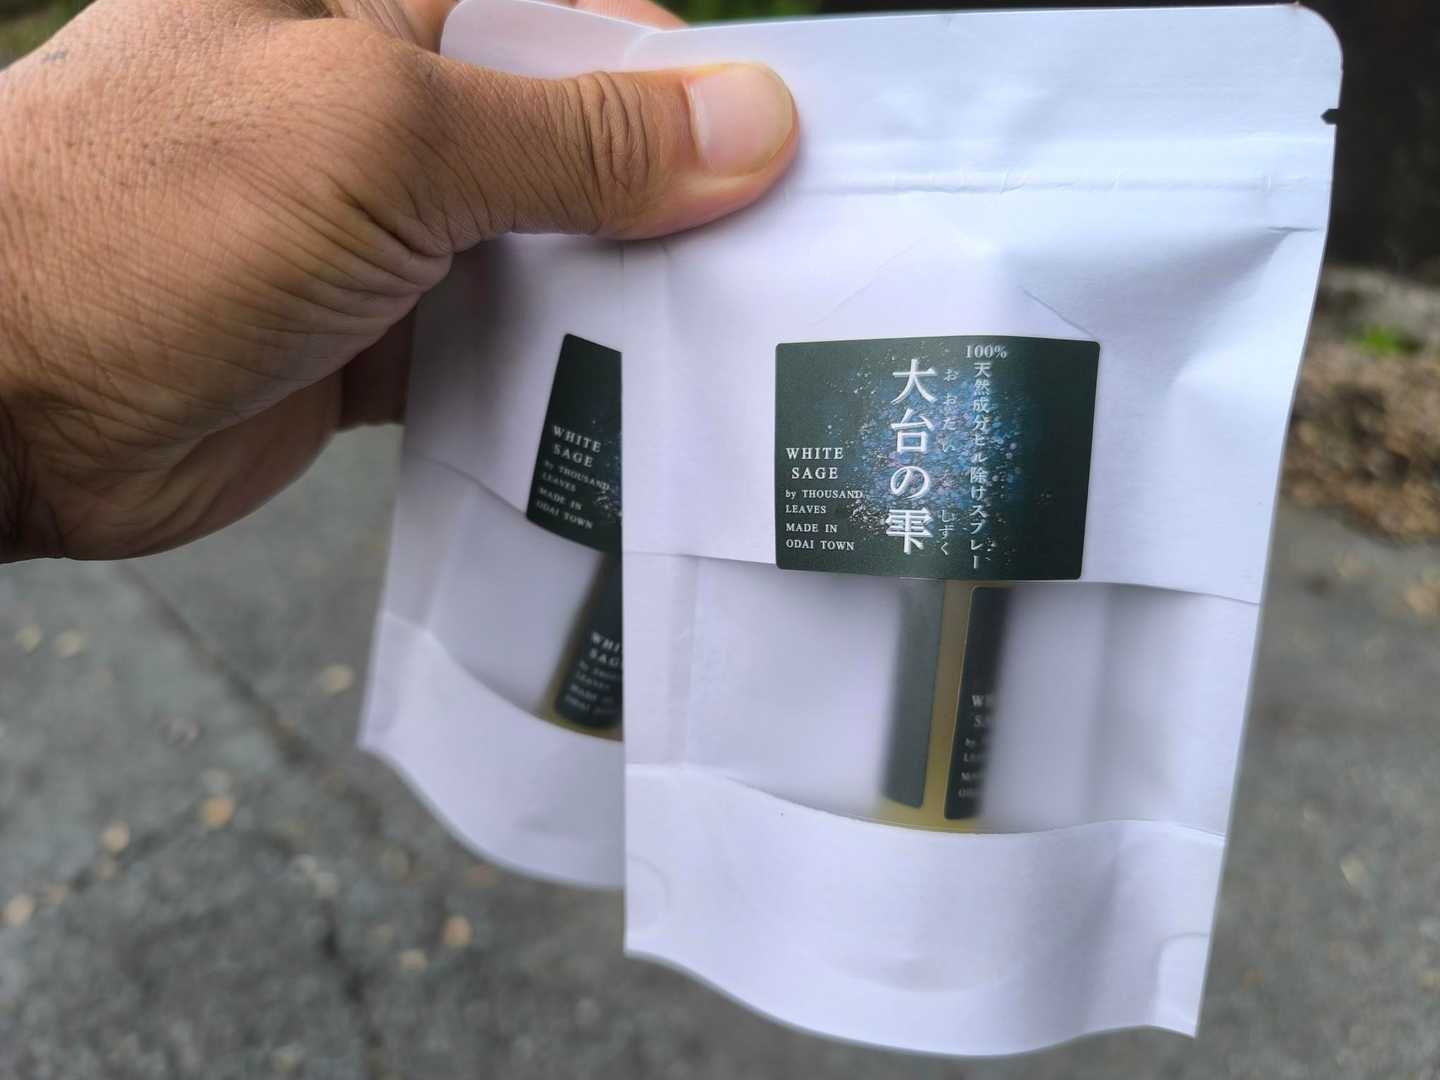 100%
天然成分ヒル除けスプレー
おおだい しずく
大台の雫
WHITE
SAGE
by THOUSAND
LEAVES
MADE IN
ODAI TOWN
WHITE
SAGE
by THOUSAND
LEAVES
MADE IN
ODAI TOWN